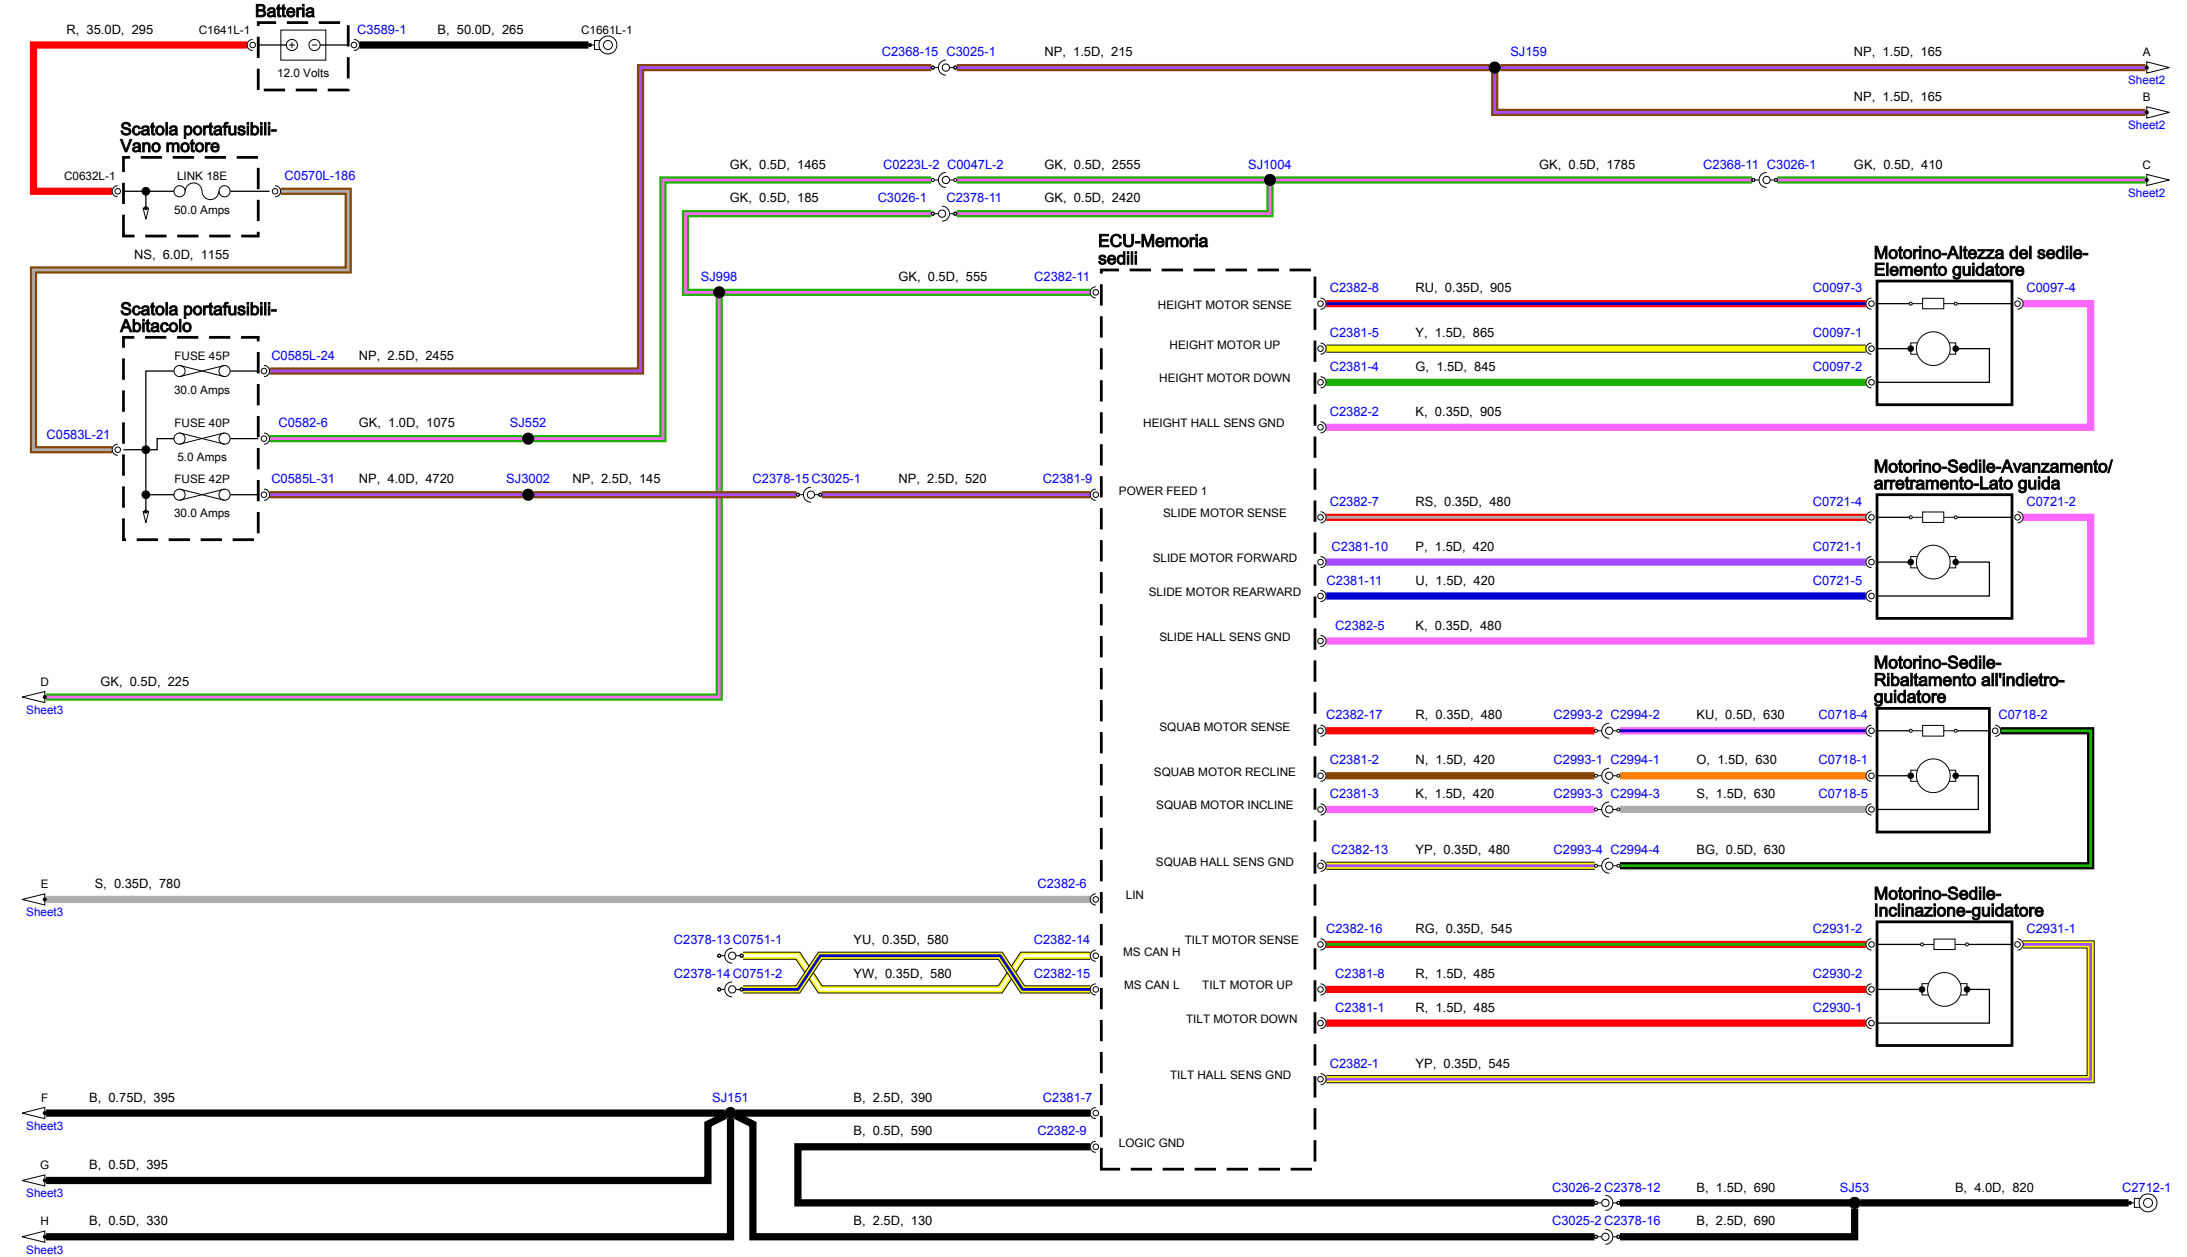 Batteria
R, 35.0D, 295
C1641L-1
C3589-1
B, 50.0D, 265
C1661L-1
12.0 Volts
C2368-15 C3025-1
NP, 1.5D, 215
SJ159
NP, 1.5D, 165
A
Sheet2
NP, 1.5D, 165
B
Sheet2
Scatola portafusibili-
Vano motore
C0632L-1
LINK 18E
50.0 Amps
C0570L-186
NS, 6.0D, 1155
GK, 0.5D, 1465
C0223L-2 C0047L-2
GK, 0.5D, 2555
SJ1004
GK, 0.5D, 1785
C2368-11 C3026-1
GK, 0.5D, 410
C
Sheet2
GK, 0.5D, 185
C3026-1 C2378-11
GK, 0.5D, 2420
SJ998
GK, 0.5D, 555
C2382-11
Scatola portafusibili-
Abitacolo
FUSE 45P
30.0 Amps
C0585L-24
NP, 2.5D, 2455
FUSE 40P
5.0 Amps
C0582-6
GK, 1.0D, 1075
SJ552
C0583L-21
FUSE 42P
30.0 Amps
C0585L-31
NP, 4.0D, 4720
SJ3002
NP, 2.5D, 145
C2378-15 C3025-1
NP, 2.5D, 520
C2381-9
ECU-Memoria
sedili
HEIGHT MOTOR SENSE
C2382-8
RU, 0.35D, 905
C0097-3
HEIGHT MOTOR UP
C2381-5
Y, 1.5D, 865
C0097-1
HEIGHT MOTOR DOWN
C2381-4
G, 1.5D, 845
C0097-2
HEIGHT HALL SENS GND
C2382-2
K, 0.35D, 905
Motorino-Altezza del sedile-
Elemento guidatore
C0097-4
POWER FEED 1
SLIDE MOTOR SENSE
C2382-7
RS, 0.35D, 480
C0721-4
SLIDE MOTOR FORWARD
C2381-10
P, 1.5D, 420
C0721-1
SLIDE MOTOR REARWARD
C2381-11
U, 1.5D, 420
C0721-5
SLIDE HALL SENS GND
C2382-5
K, 0.35D, 480
Motorino-Sedile-Avanzamento/
arretramento-Lato guida
C0721-2
D
Sheet3
GK, 0.5D, 225
SQUAB MOTOR SENSE
C2382-17
R, 0.35D, 480
C2993-2 C2994-2
KU, 0.5D, 630
C0718-4
SQUAB MOTOR RECLINE
C2381-2
N, 1.5D, 420
C2993-1 C2994-1
O, 1.5D, 630
C0718-1
SQUAB MOTOR INCLINE
C2381-3
K, 1.5D, 420
C2993-3 C2994-3
S, 1.5D, 630
C0718-5
SQUAB HALL SENS GND
C2382-13
YP, 0.35D, 480
C2993-4 C2994-4
BG, 0.5D, 630
Motorino-Sedile-
Ribaltamento all'indietro-
guidatore
C0718-2
E
Sheet3
S, 0.35D, 780
C2382-6
LIN
C2378-13 C0751-1
YU, 0.35D, 580
C2382-14
MS CAN H
C2378-14 C0751-2
YW, 0.35D, 580
C2382-15
MS CAN L
TILT MOTOR SENSE
C2382-16
RG, 0.35D, 545
C2931-2
TILT MOTOR UP
C2381-8
R, 1.5D, 485
C2930-2
TILT MOTOR DOWN
C2381-1
R, 1.5D, 485
C2930-1
TILT HALL SENS GND
C2382-1
YP, 0.35D, 545
Motorino-Sedile-
Inclinazione-guidatore
C2931-1
F
Sheet3
B, 0.75D, 395
SJ151
B, 2.5D, 390
C2381-7
B, 0.5D, 590
C2382-9
LOGIC GND
G
Sheet3
B, 0.5D, 395
H
Sheet3
B, 0.5D, 330
B, 2.5D, 130
C3026-2 C2378-12
B, 1.5D, 690
SJ53
B, 4.0D, 820
C2712-1
C3025-2 C2378-16
B, 2.5D, 690